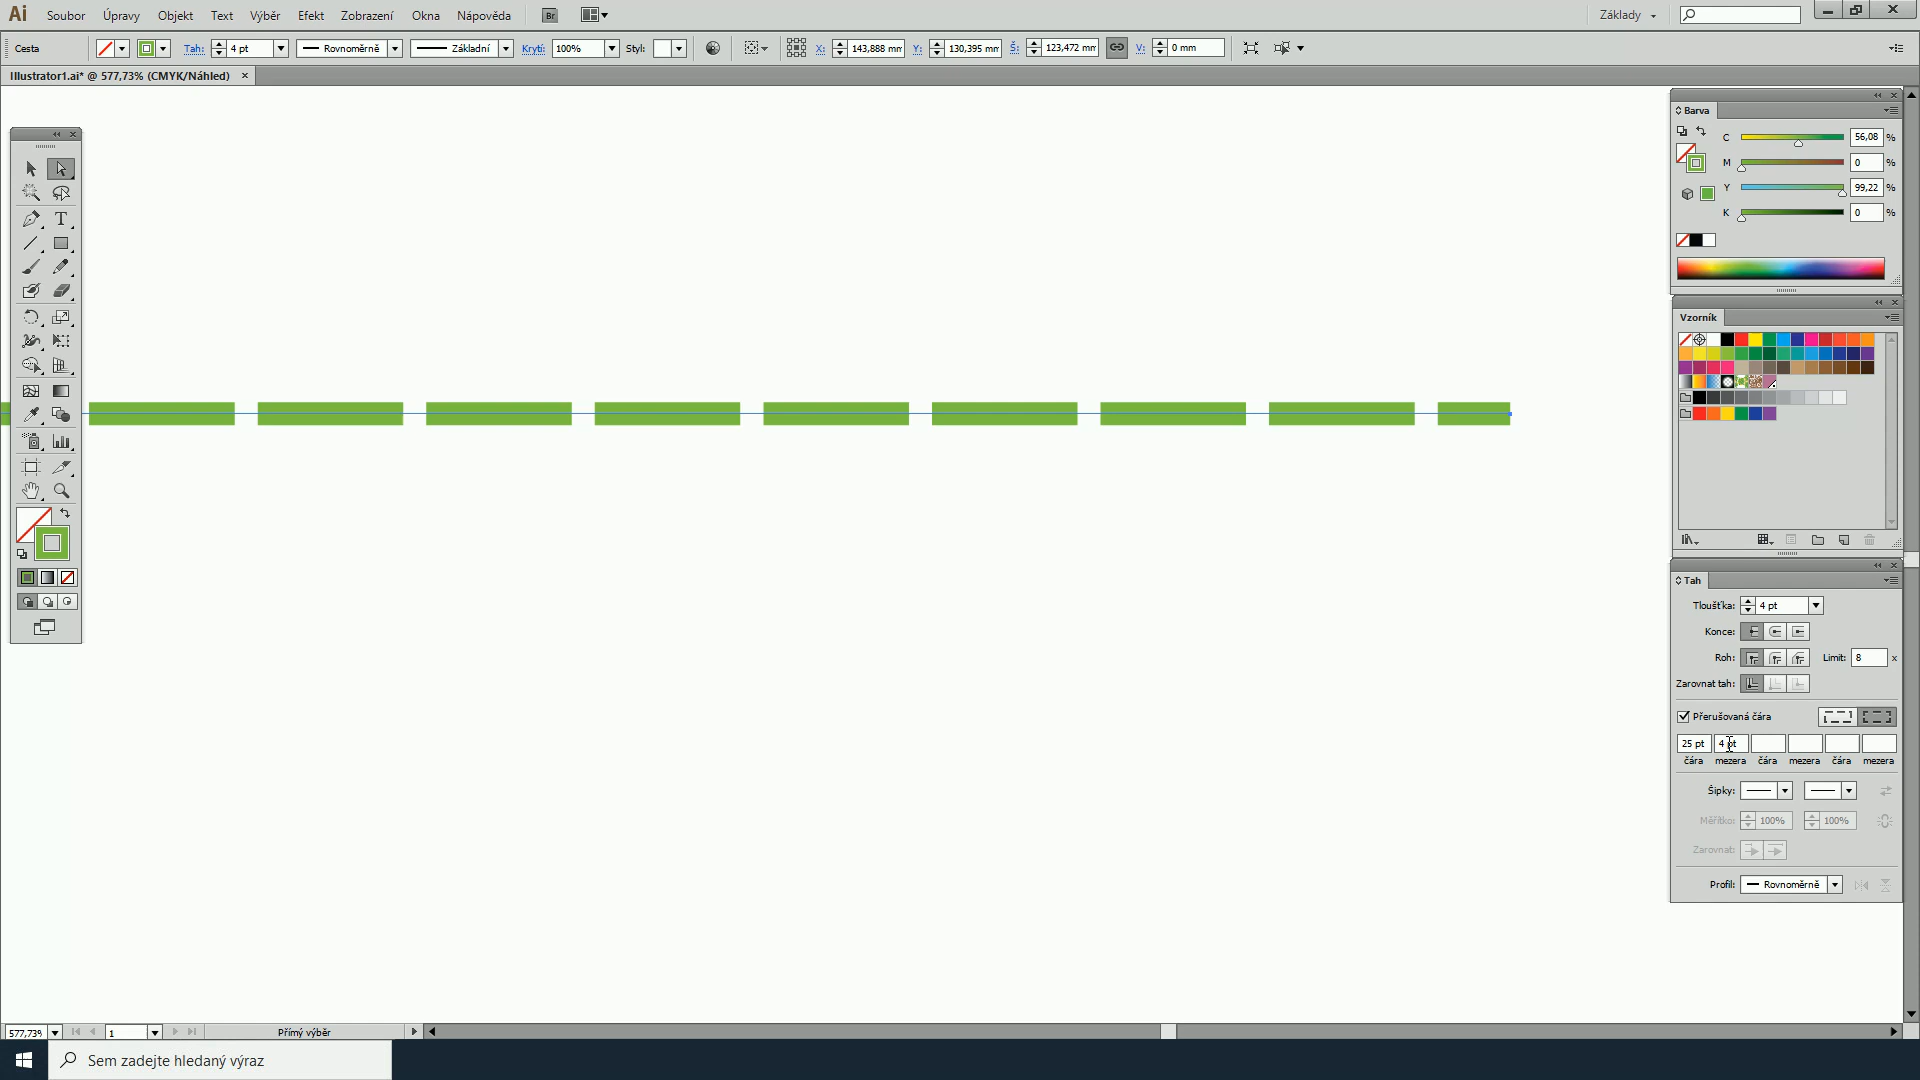 Ai Soubor Úpravy Objekt Text Výběr Efekt Zobrazení Okna Nápověda Br Základy
Cesta Tah: 4 pt Rovnoměrně Základní Krytí: 100% Styl: X: 143,888 mm Y: 130,395 mm Š: 123,472 mm V: 0 mm
Illustrator1.ai* @ 577,73% (CMYK/Náhled) ×
Barva
C 56,08 %
M 0 %
Y 99,22 %
K 0 %
Vzorník
Tah
Tloušťka: 4 pt
Konce:
Roh: Limit: 8 x
Zarovnat tah:
Přerušovaná čára
25 pt 4 pt
čára mezera čára mezera čára mezera
Šipky:
Měřítko: 100% 100%
Zarovnat:
Profil: Rovnoměrně
577,73% 1 Přímý výběr
Sem zadejte hledaný výraz